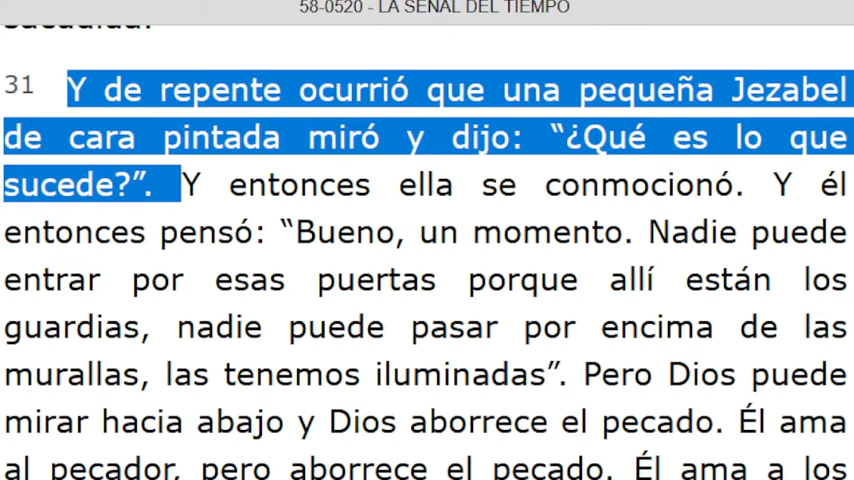 58-0520 - LA SEÑAL DEL TIEMPO
sacudida.
31 Y de repente ocurrió que una pequeña Jezabel
de cara pintada miró y dijo: “¿Qué es lo que
sucede?”. Y entonces ella se conmocionó. Y él
entonces pensó: “Bueno, un momento. Nadie puede
entrar por esas puertas porque allí están los
guardias, nadie puede pasar por encima de las
murallas, las tenemos iluminadas”. Pero Dios puede
mirar hacia abajo y Dios aborrece el pecado. Él ama
al pecador, pero aborrece el pecado. Él ama a los